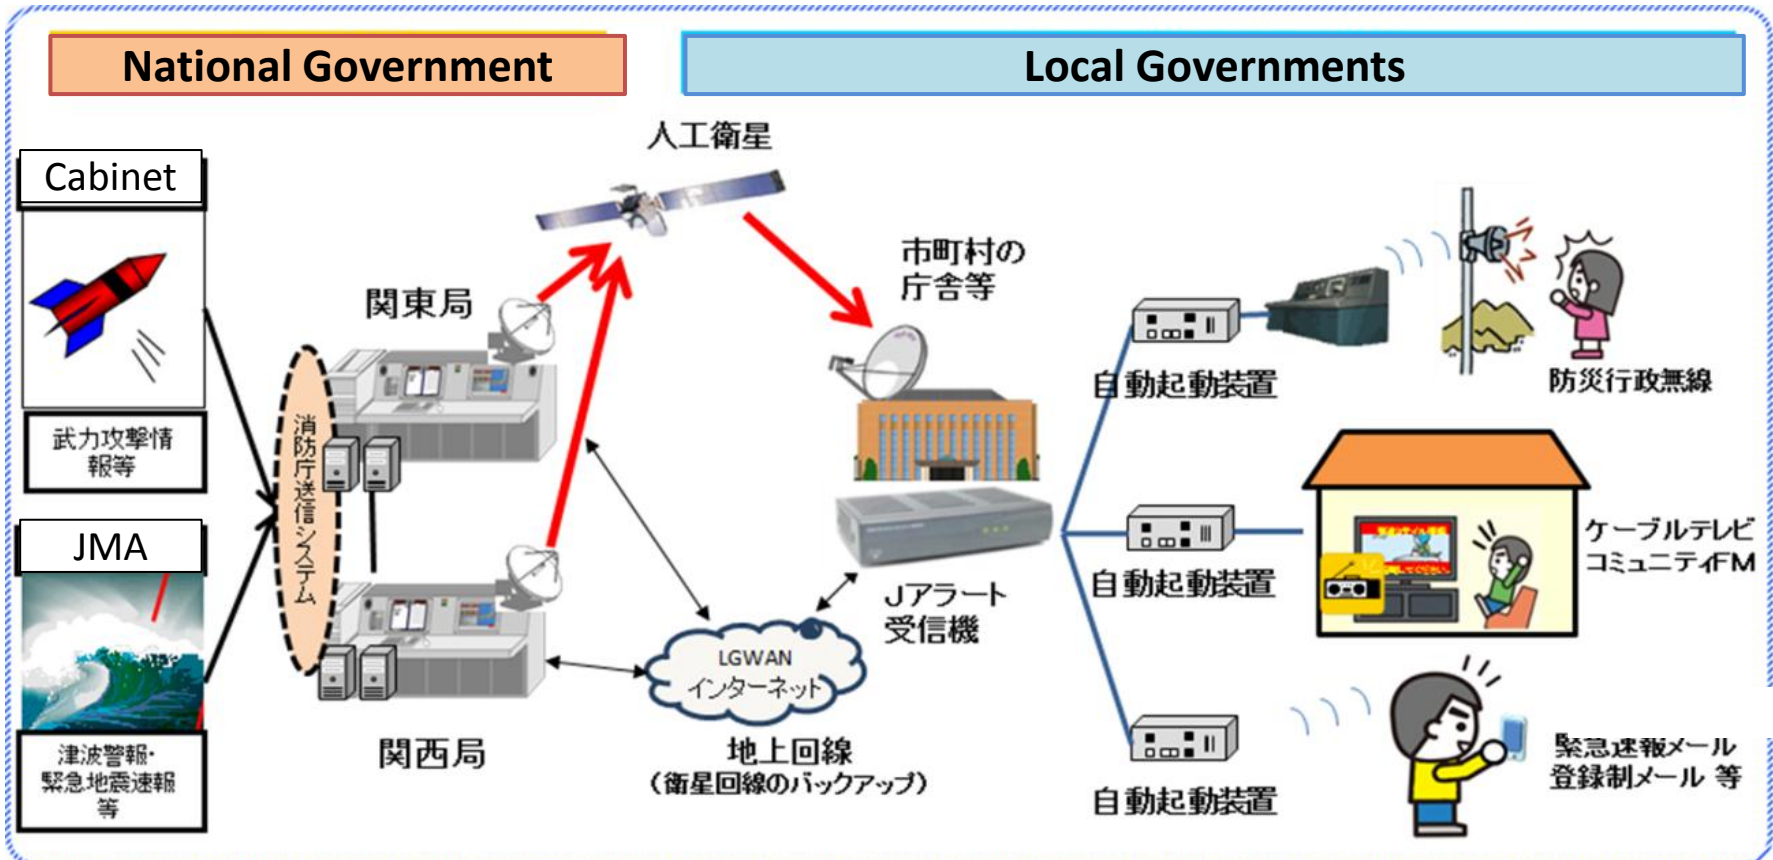 National Government
Local Governments
人工衛星
Cabinet
武力攻撃情
報等
JMA
津波警報・
緊急地震速報
等
消防庁送信システム
関東局
関西局
市町村の
庁舎等
Jアラート
受信機
LGWAN
インターネット
地上回線
(衛星回線のバックアップ)
自動起動装置
防災行政無線
自動起動装置
ケーブルテレビ
コミュニティFM
自動起動装置
緊急速報メール
登録制メール 等